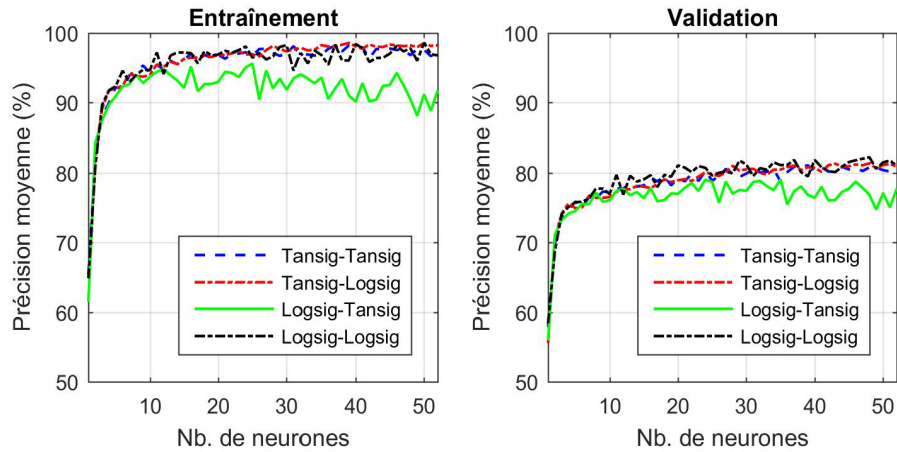 Entraînement
Précision moyenne (%)
100
90
80
70
60
50
Tansig-Tansig
Tansig-Logsig
Logsig-Tansig
Logsig-Logsig
10 20 30 40 50
Nb. de neurones
Validation
Précision moyenne (%)
100
90
80
70
60
50
Tansig-Tansig
Tansig-Logsig
Logsig-Tansig
Logsig-Logsig
10 20 30 40 50
Nb. de neurones